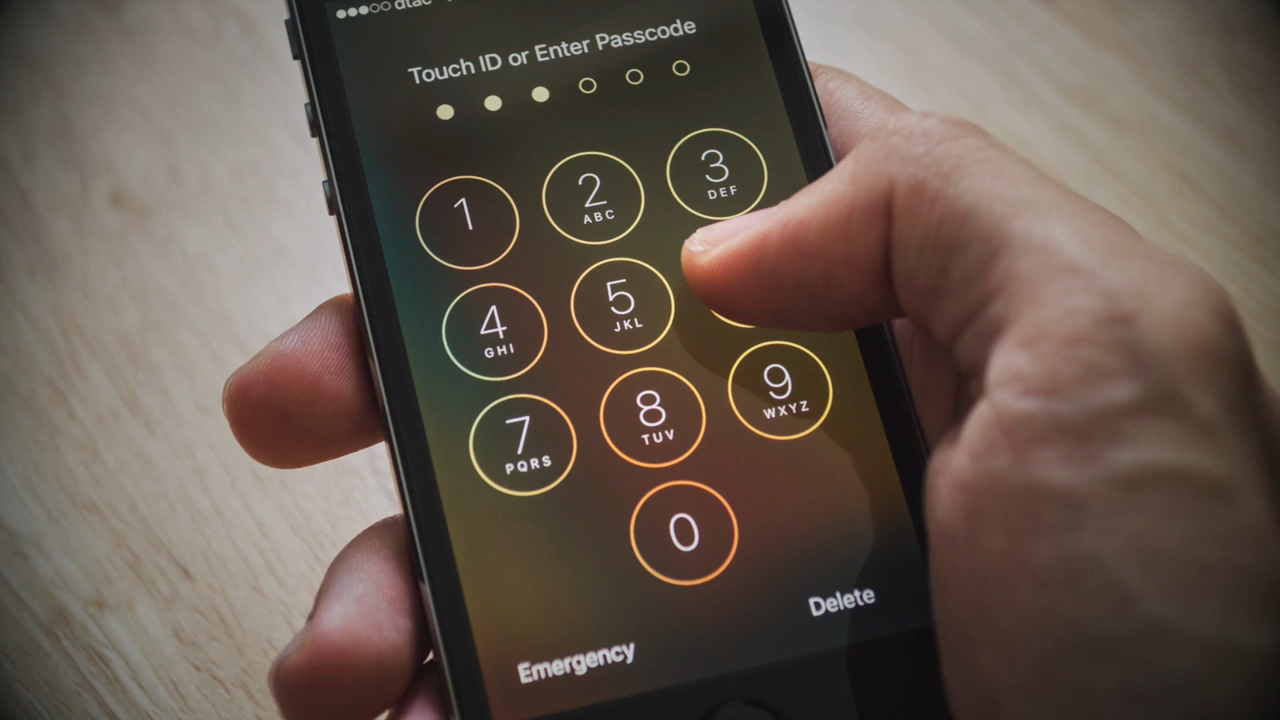 dtac
Touch ID or Enter Passcode
1
2
ABC
3
DEF
4
GHI
5
JKL
7
PQRS
8
TUV
9
WXYZ
0
Delete
Emergency